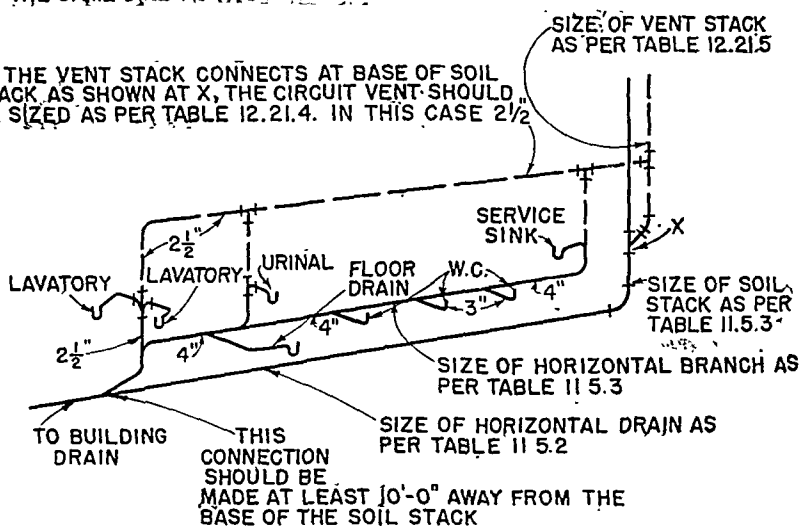 SIZE OF VENT STACK
AS PER TABLE 12.21.5
THE VENT STACK CONNECTS AT BASE OF SOIL
ACK AS SHOWN AT X, THE CIRCUIT VENT SHOULD
SIZED AS PER TABLE 12.21.4. IN THIS CASE 2½"
2½"
SERVICE
SINK
X
LAVATORY
LAVATORY
URINAL
FLOOR
DRAIN
W.C.
3"
4"
4"
4"
2½"
SIZE OF SOIL
STACK AS PER
TABLE 11.5.3
SIZE OF HORIZONTAL BRANCH AS
PER TABLE 11 5.3
SIZE OF HORIZONTAL DRAIN AS
PER TABLE 11 5.2
TO BUILDING
DRAIN
THIS
CONNECTION
SHOULD BE
MADE AT LEAST 10'-0" AWAY FROM THE
BASE OF THE SOIL STACK